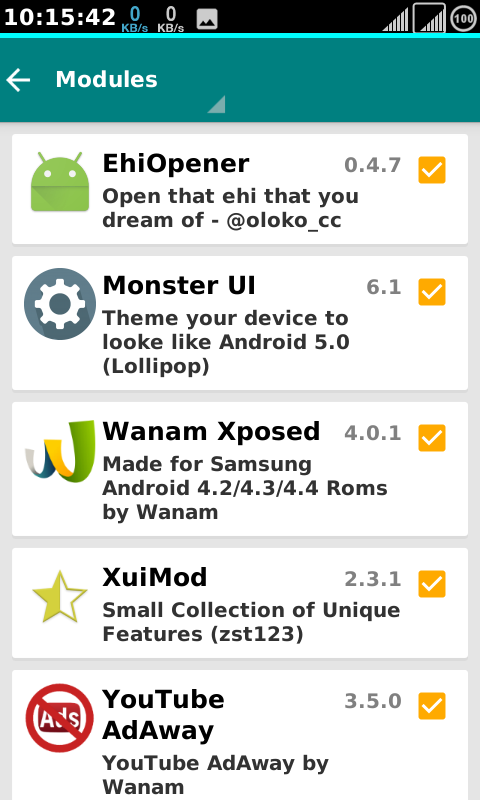 10:15:42 0 KB/s 0 KB/s 100
Modules
EhiOpener 0.4.7
Open that ehi that you
dream of - @oloko_cc
Monster UI 6.1
Theme your device to
looke like Android 5.0
(Lollipop)
Wanam Xposed 4.0.1
Made for Samsung
Android 4.2/4.3/4.4 Roms
by Wanam
XuiMod 2.3.1
Small Collection of Unique
Features (zst123)
Ads
YouTube 3.5.0
AdAway
YouTube AdAway by
Wanam